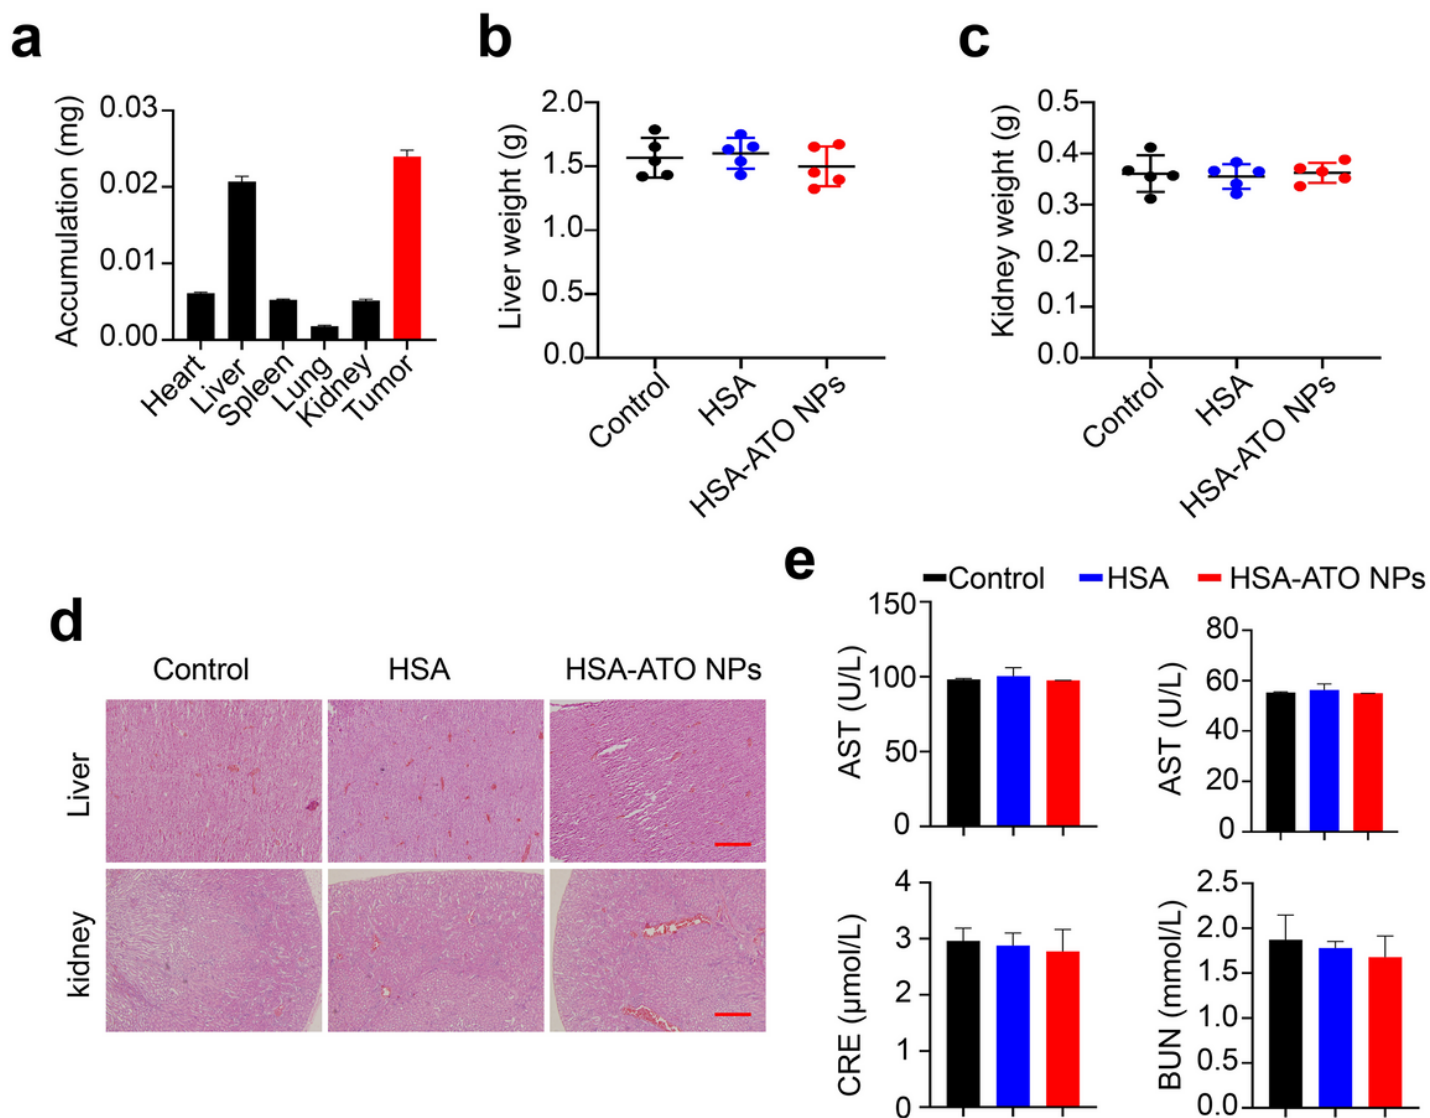 a
Accumulation (mg)
0.03
0.02
0.01
0.00
Heart
Liver
Spleen
Lung
Kidney
Tumor
b
Liver weight (g)
2.0
1.5
1.0
0.5
0.0
Control
HSA
HSA-ATO NPs
c
Kidney weight (g)
0.5
0.4
0.3
0.2
0.1
0.0
Control
HSA
HSA-ATO NPs
d
Control
HSA
HSA-ATO NPs
Liver
kidney
e
Control
HSA
HSA-ATO NPs
AST (U/L)
150
100
50
0
AST (U/L)
80
60
40
20
0
CRE (μmol/L)
4
3
2
1
0
BUN (mmol/L)
2.5
2.0
1.5
1.0
0.5
0.0